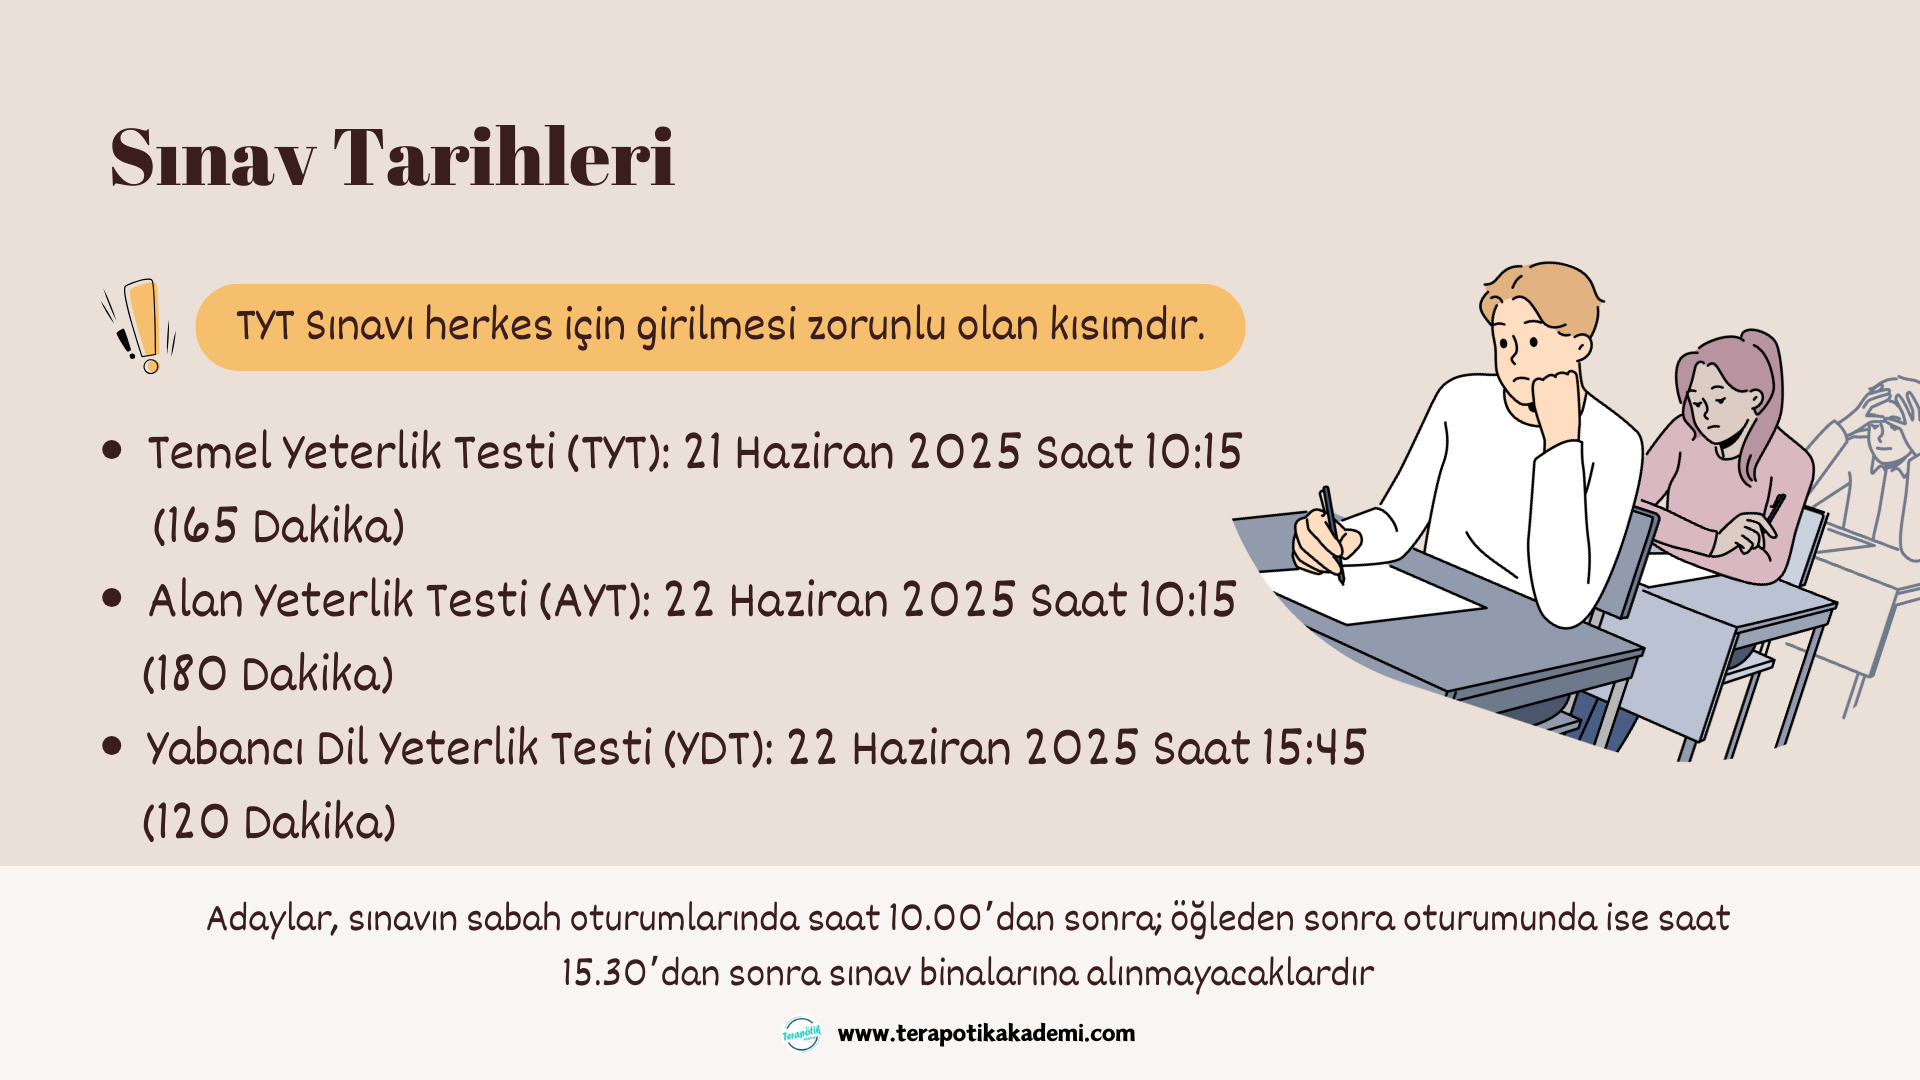 Sınav Tarihleri
TYT Sınavı herkes için girilmesi zorunlu olan kısımdır.
• Temel Yeterlik Testi (TYT): 21 Haziran 2025 Saat 10:15
(165 Dakika)
• Alan Yeterlik Testi (AYT): 22 Haziran 2025 Saat 10:15
(180 Dakika)
• Yabancı Dil Yeterlik Testi (YDT): 22 Haziran 2025 Saat 15:45
(120 Dakika)
Adaylar, sınavın sabah oturumlarında saat 10.00’dan sonra; öğleden sonra oturumunda ise saat
15.30’dan sonra sınav binalarına alınmayacaklardır
Terapötik
www.terapotikakademi.com